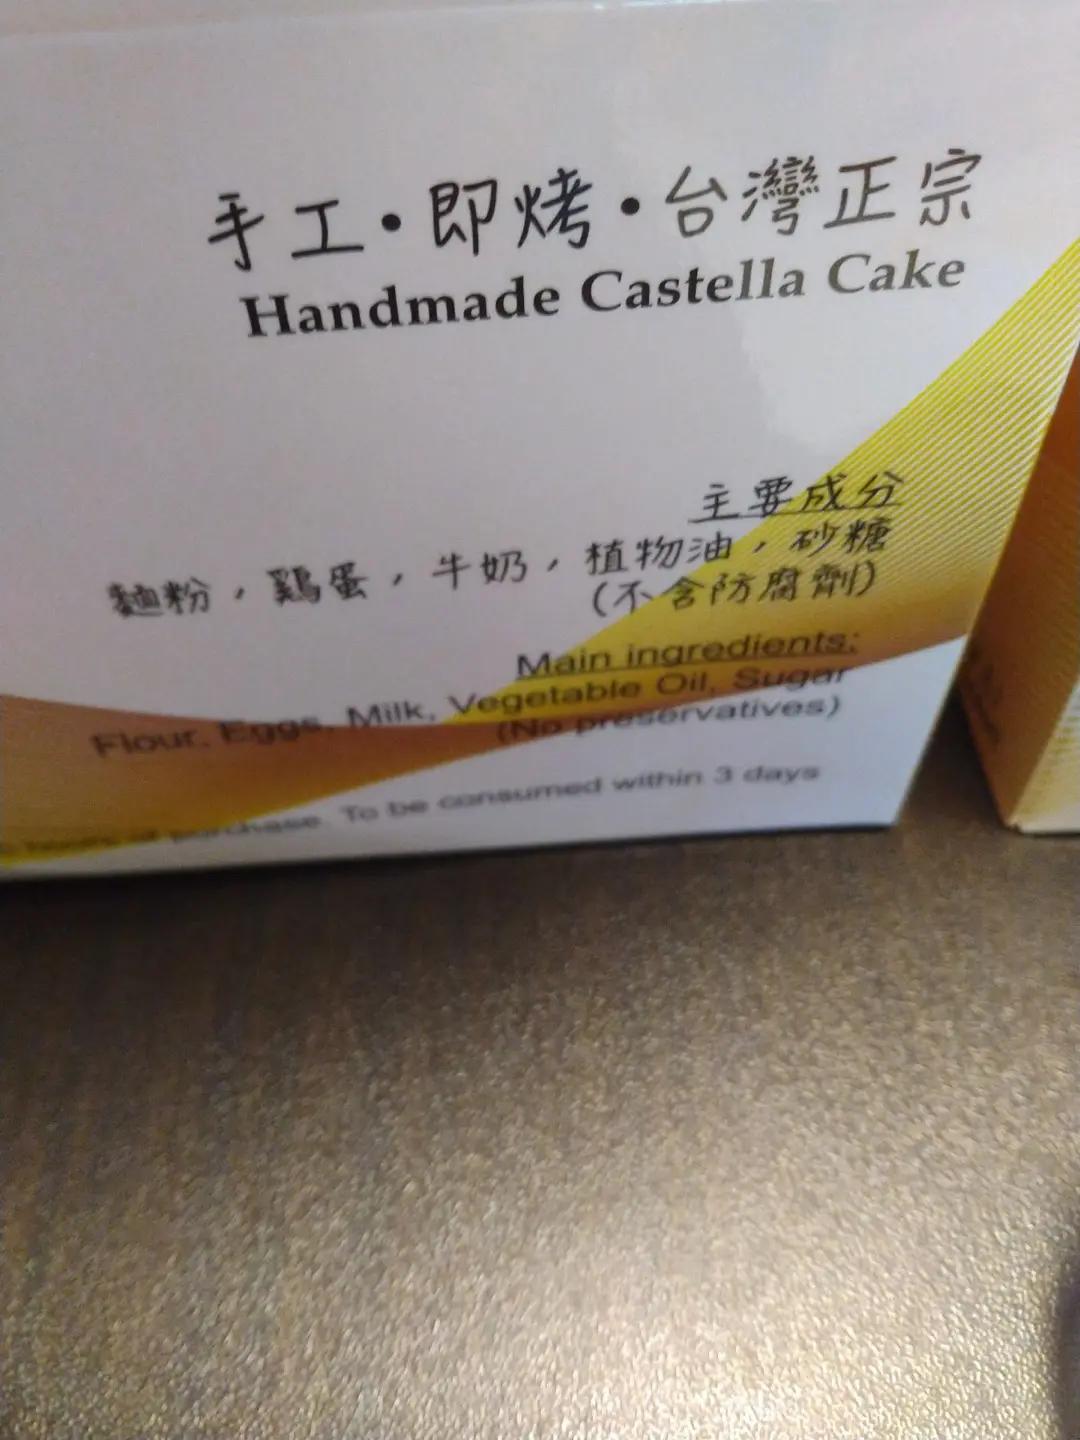 手工·即烤·台灣正宗
Handmade Castella Cake
主要成分
麵粉，鷄蛋，牛奶，植物油，砂糖
(不含防腐劑)
Main ingredients:
Flour, Eggs, Milk, Vegetable Oil, Sugar
(No preservatives)
hours of purchase. To be consumed within 3 days